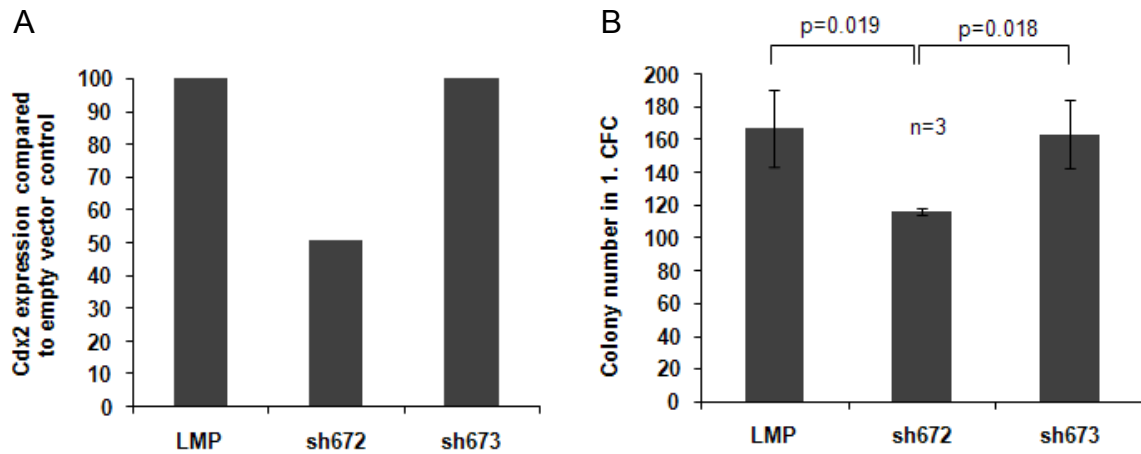 A
Cdx2 expression compared
to empty vector control
100
90
80
70
60
50
40
30
20
10
0
LMP
sh672
sh673
B
p=0.019
p=0.018
n=3
Colony number in 1. CFC
200
180
160
140
120
100
80
60
40
20
0
LMP
sh672
sh673